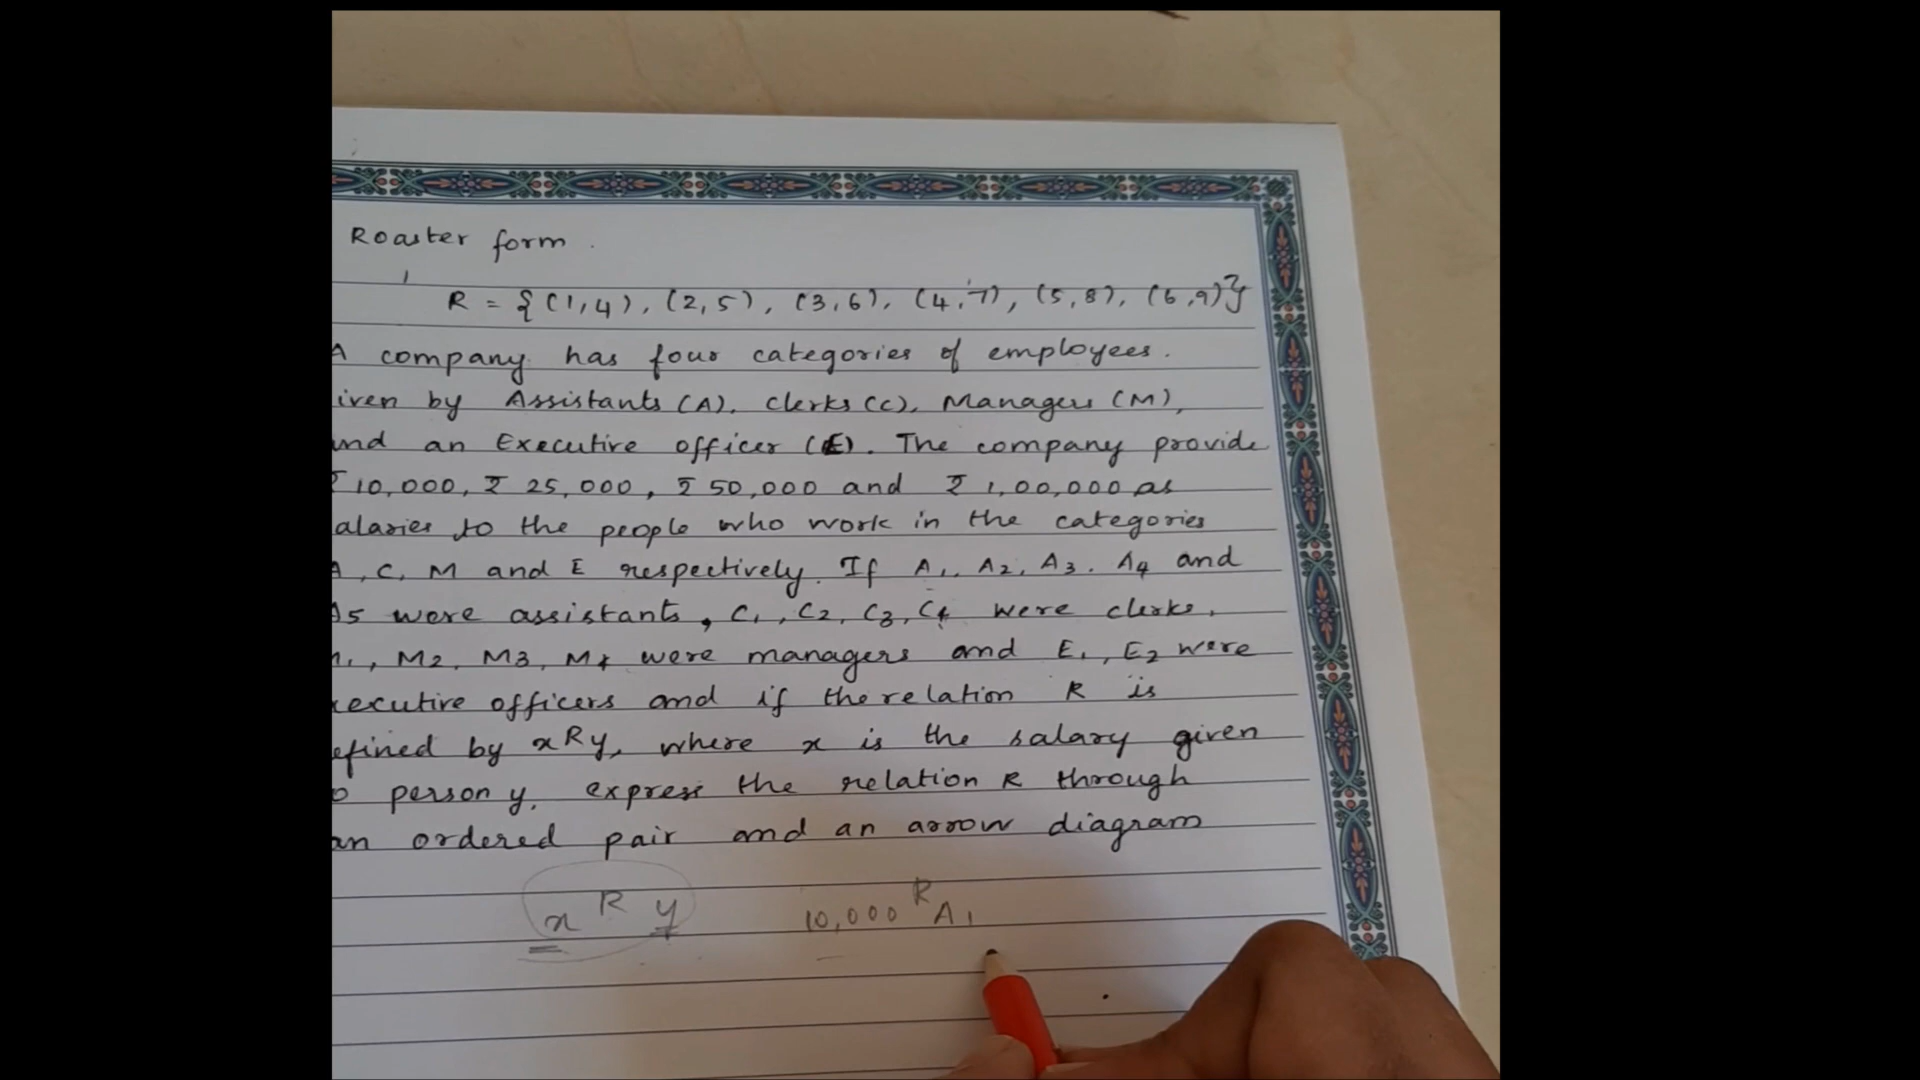 Roaster form.
R = {(1,4), (2,5), (3,6), (4,7), (5,8), (6,9)}
A company has four categories of employees.
iven by Assistants (A), Clerks (C), Managers (M),
and an Executive officer (E). The company provide
₹ 10,000, ₹ 25,000, ₹ 50,000 and ₹ 1,00,000 as
alaries to the people who work in the categories
A, C, M and E respectively. If A1, A2, A3, A4 and
A5 were assistants, C1, C2, C3, C4 were clerks,
M1, M2, M3, M4 were managers and E1, E2 were
xecutive officers and if the relation R is
efined by xRy, where x is the salary given
o person y, express the relation R through
an ordered pair and an arrow diagram
x R y 10,000 R A1